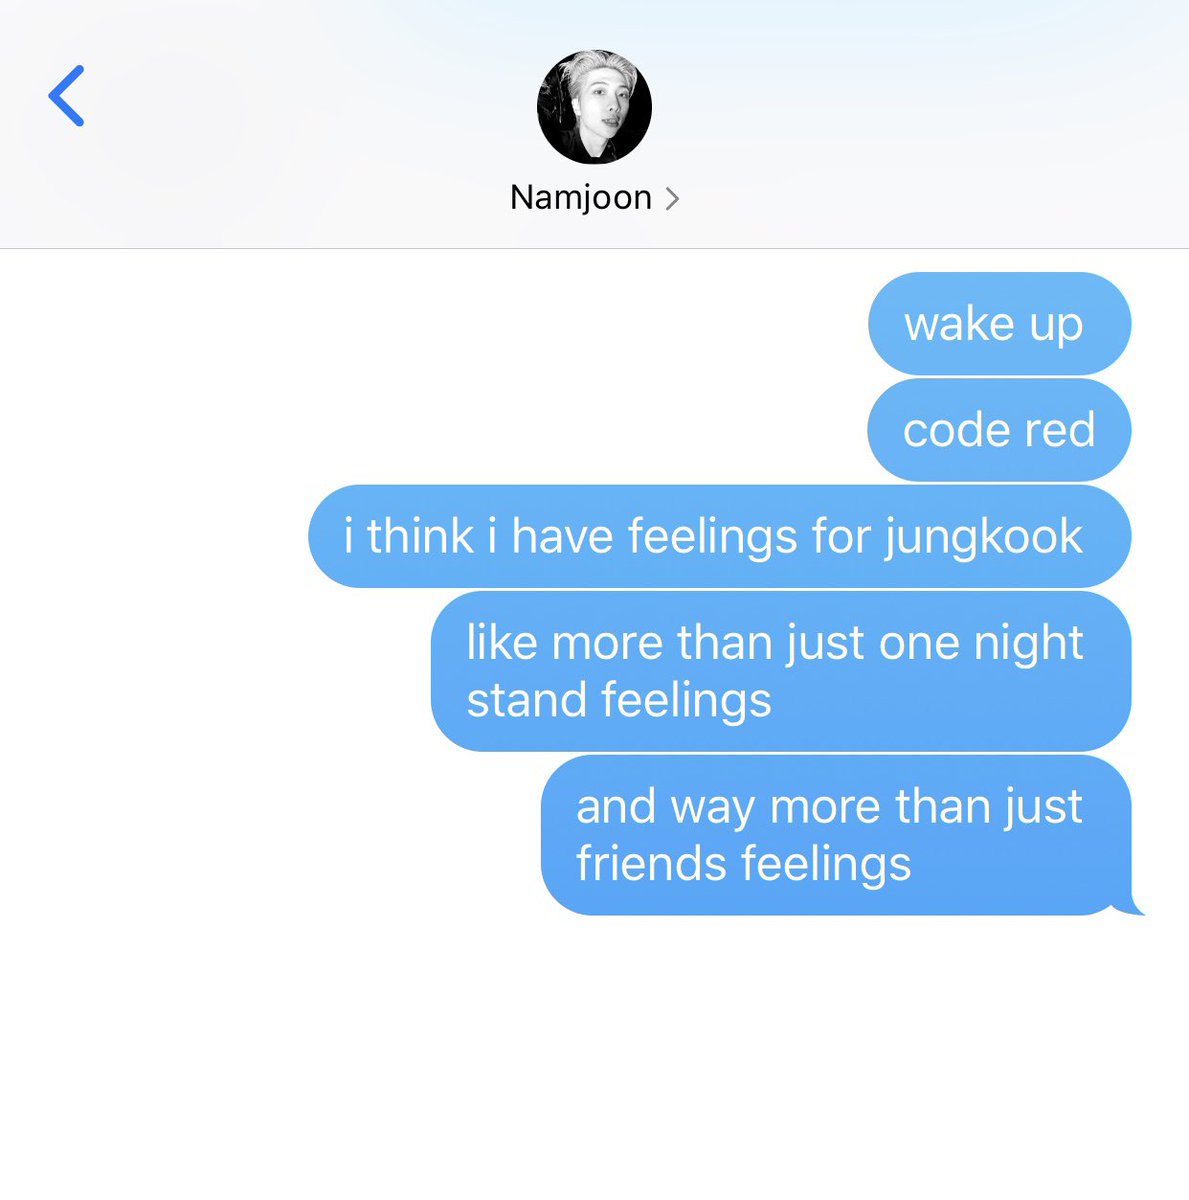 Namjoon
wake up
code red
i think i have feelings for jungkook
like more than just one night
stand feelings
and way more than just
friends feelings